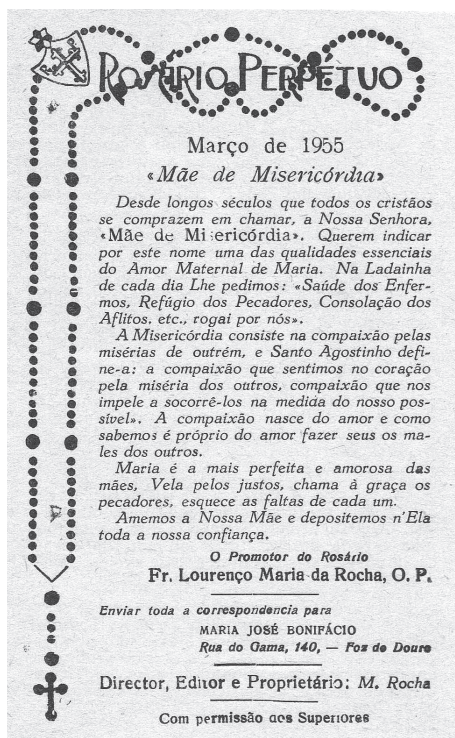 ROSÁRIO PERPÉTUO
Março de 1955
«Mãe de Misericórdia»
Desde longos séculos que todos os cristãos
se comprazem em chamar, a Nossa Senhora,
«Mãe de Misericórdia». Querem indicar
por este nome uma das qualidades essenciais
do Amor Maternal de Maria. Na Ladainha
de cada dia Lhe pedimos: «Saúde dos Enfer-
mos, Refúgio dos Pecadores, Consolação dos
Aflitos. etc., rogai por nós».
A Misericórdia consiste na compaixão pelas
misérias de outrém, e Santo Agostinho defi-
ne-a: a compaixão que sentimos no coração
pela miséria dos outros, compaixão que nos
impele a socorrê-los na medida do nosso pos-
sível». A compaixão nasce do amor e como
sabemos é próprio do amor fazer seus os ma-
les dos outros.
Maria é a mais perfeita e amorosa das
mães, Vela pelos justos, chama à graça os
pecadores, esquece as faltas de cada um.
Amemos a Nossa Mãe e depositemos n'Ela
toda a nossa confiança.
O Promotor do Rosário
Fr. Lourenço Maria da Rocha, O. P.
Enviar toda a correspondencia para
MARIA JOSÉ BONIFÁCIO
Rua do Gama, 140, — Foz do Douro
Director, Editor e Proprietário: M. Rocha
Com permissão aos Superiores